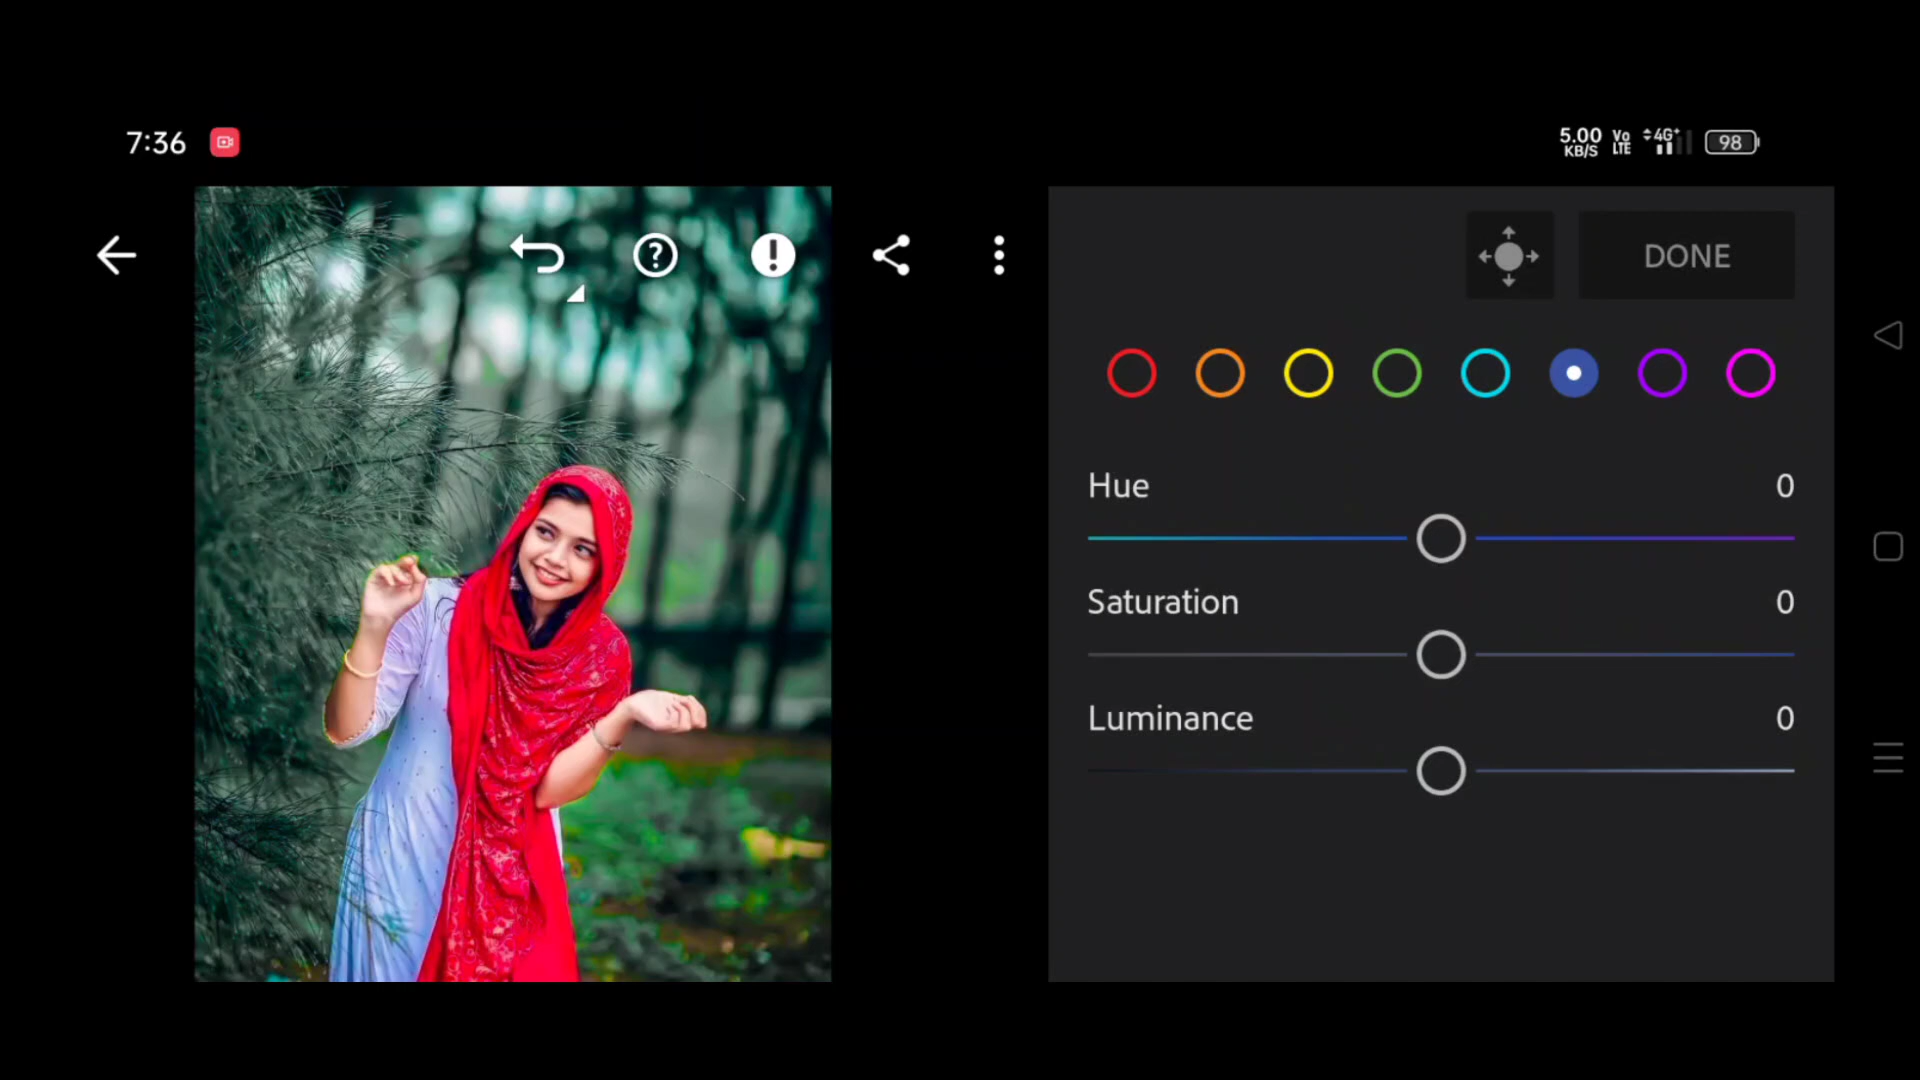 7:36
5.00 KB/S Vo LTE 4G+ 98
? !
DONE
Hue 0
Saturation 0
Luminance 0